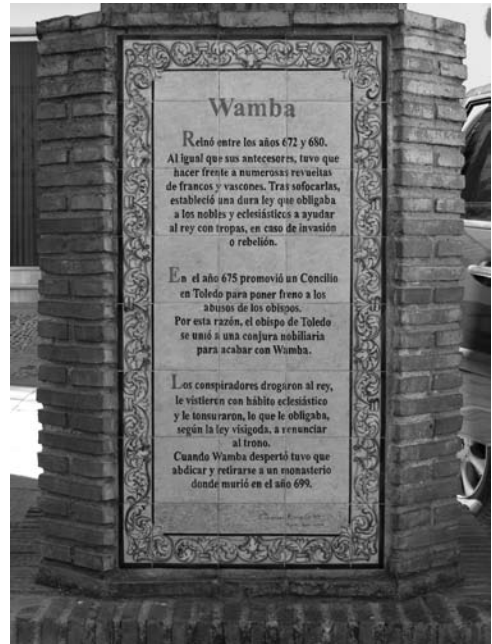 Wamba
Reinó entre los años 672 y 680.
Al igual que sus antecesores, tuvo que
hacer frente a numerosas revueltas
de francos y vascones. Tras sofocarlas,
estableció una dura ley que obligaba
a los nobles y eclesiásticos a ayudar
al rey con tropas, en caso de invasión
o rebelión.
En el año 675 promovió un Concilio
en Toledo para poner freno a los
abusos de los obispos.
Por esta razón, el obispo de Toledo
se unió a una conjura nobiliaria
para acabar con Wamba.
Los conspiradores drogaron al rey,
le vistieron con hábito eclesiástico
y le tonsuraron, lo que le obligaba,
según la ley visigoda, a renunciar
al trono.
Cuando Wamba despertó tuvo que
abdicar y retirarse a un monasterio
donde murió en el año 699.